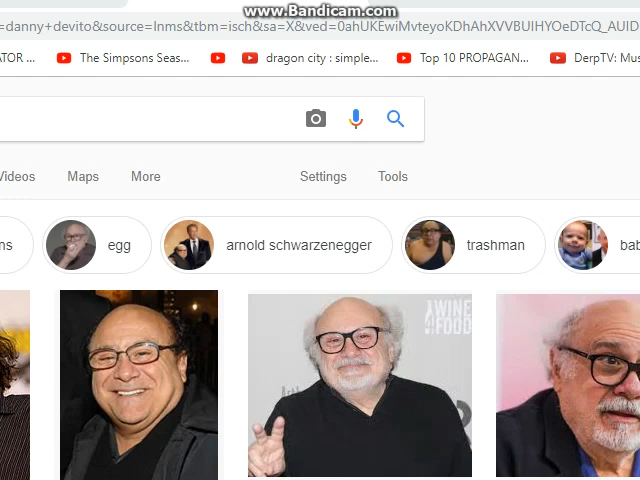 www.Bandicam.com
=danny+devito&source=lnms&tbm=isch&sa=X&ved=0ahUKEwiMvteyoKDhAhXVVBUIHYOeDTcQ_AUID
ATOR ... The Simpsons Seas... dragon city : simple... Top 10 PROPAGAN... DerpTV: Mus
Videos Maps More Settings Tools
ns egg arnold schwarzenegger trashman bab
WINE
FOOD